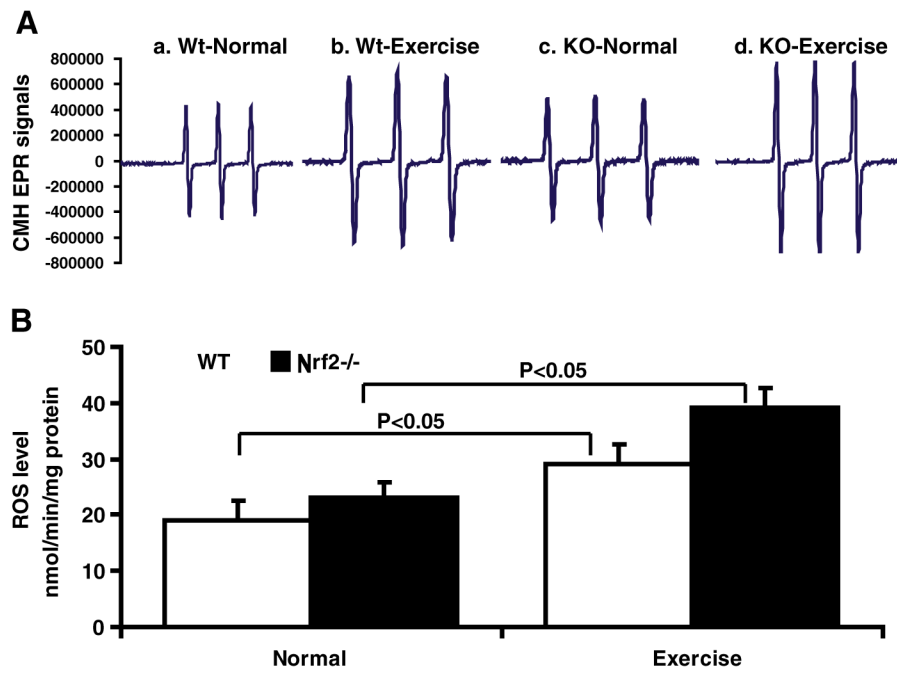 A
a. Wt-Normal b. Wt-Exercise c. KO-Normal d. KO-Exercise
CMH EPR signals
800000
600000
400000
200000
0
-200000
-400000
-600000
-800000
B
ROS level
nmol/min/mg protein
50
40
30
20
10
0
WT Nrf2-/-
P<0.05
P<0.05
Normal Exercise